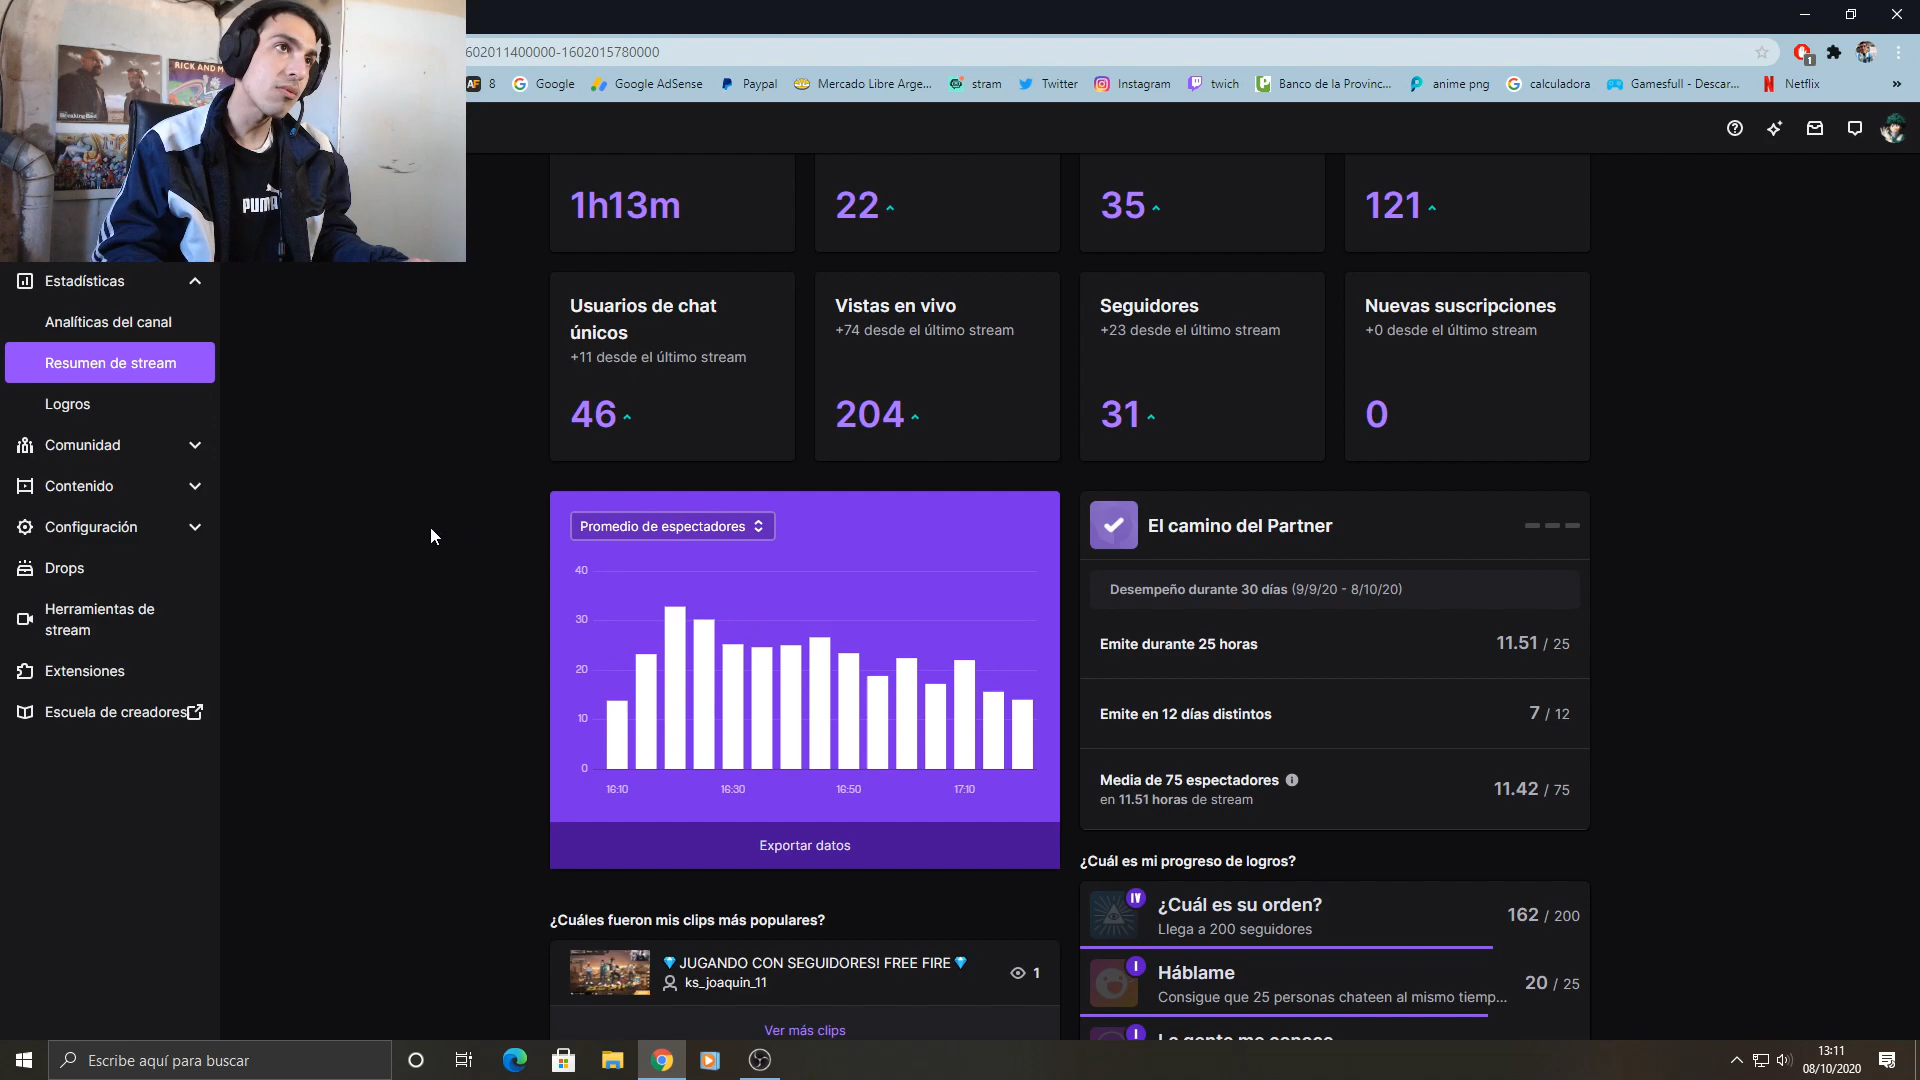 602011400000-1602015780000
1
AF 8
Google
Google AdSense
Paypal
Mercado Libre Arge...
stram
Twitter
Instagram
twich
Banco de la Provinc...
anime png
calculadora
Gamesfull - Descar...
Netflix
»
Breaking Bad
RICK AND M
PUMA
1h13m
22
35
121
Estadísticas
Analíticas del canal
Resumen de stream
Logros
Comunidad
Contenido
Configuración
Drops
Herramientas de
stream
Extensiones
Escuela de creadores
Usuarios de chat
únicos
+11 desde el último stream
46
Vistas en vivo
+74 desde el último stream
204
Seguidores
+23 desde el último stream
31
Nuevas suscripciones
+0 desde el último stream
0
Promedio de espectadores
40
30
20
10
0
16:10
16:30
16:50
17:10
Exportar datos
El camino del Partner
Desempeño durante 30 días (9/9/20 - 8/10/20)
Emite durante 25 horas
11.51 / 25
Emite en 12 días distintos
7 / 12
Media de 75 espectadores
en 11.51 horas de stream
11.42 / 75
¿Cuáles fueron mis clips más populares?
💎JUGANDO CON SEGUIDORES! FREE FIRE💎
ks_joaquin_11
1
Ver más clips
¿Cuál es mi progreso de logros?
IV
¿Cuál es su orden?
Llega a 200 seguidores
162 / 200
I
Háblame
Consigue que 25 personas chateen al mismo tiemp...
20 / 25
I
La gente me conoce
Escribe aquí para buscar
13:11
08/10/2020